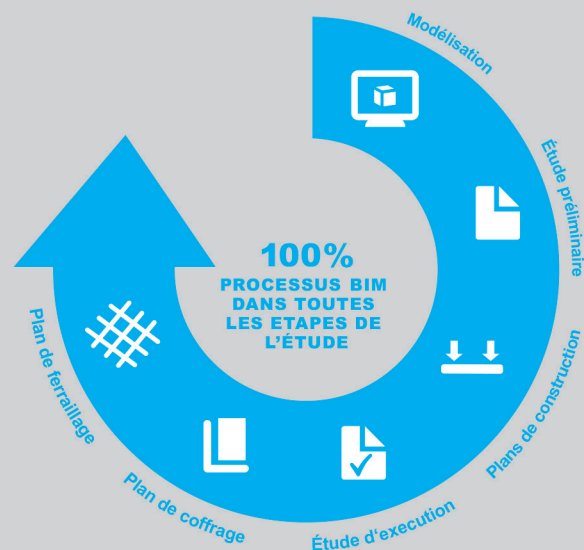 Modélisation
Étude préliminaire
Plans de construction
Étude d'execution
Plan de coffrage
Plan de ferraillage
100%
PROCESSUS BIM
DANS TOUTES
LES ETAPES DE
L'ÉTUDE